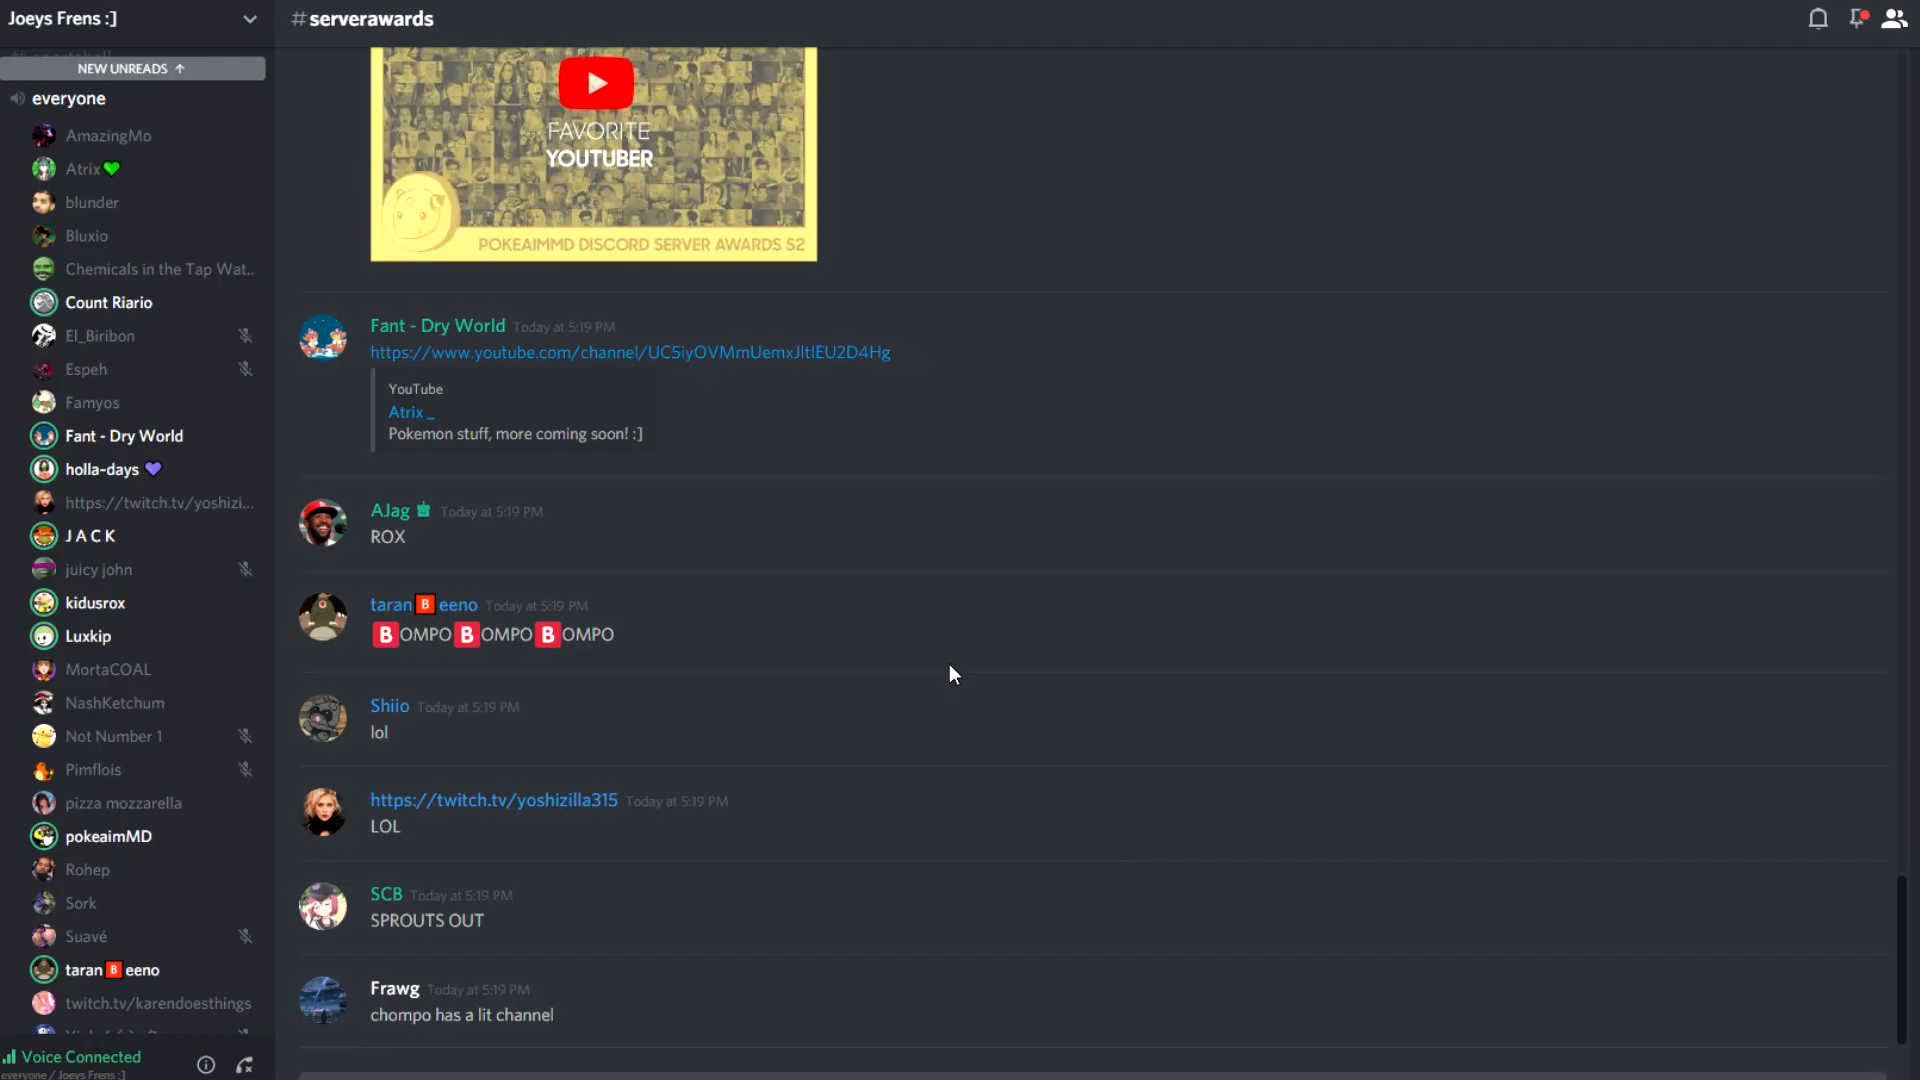 Joeys Frens :]
# serverawards
NEW UNREADS ↑
everyone
AmazingMo
Atrix💚
blunder
Bluxio
Chemicals in the Tap Wat...
Count Riario
El_Biribon
Espeh
Famyos
Fant - Dry World
holla-days 💜
https://twitch.tv/yoshizi...
J A C K
juicy john
kidusrox
Luxkip
MortaCOAL
NashKetchum
Not Number 1
Pimflois
pizza mozzarella
pokeaimMD
Rohep
Sork
Suavé
taran🅱eeno
twitch.tv/karendoesthings
Voice Connected
everyone / Joeys Frens :]
FAVORITE
YOUTUBER
POKEAIMMD DISCORD SERVER AWARDS S2
Fant - Dry World Today at 5:19 PM
https://www.youtube.com/channel/UC5iyOVMmUemxJltIEU2D4Hg
YouTube
Atrix _
Pokemon stuff, more coming soon! :]
AJag Today at 5:19 PM
ROX
taran🅱eeno Today at 5:19 PM
🅱OMPO🅱OMPO🅱OMPO
Shiio Today at 5:19 PM
lol
https://twitch.tv/yoshizilla315 Today at 5:19 PM
LOL
SCB Today at 5:19 PM
SPROUTS OUT
Frawg Today at 5:19 PM
chompo has a lit channel